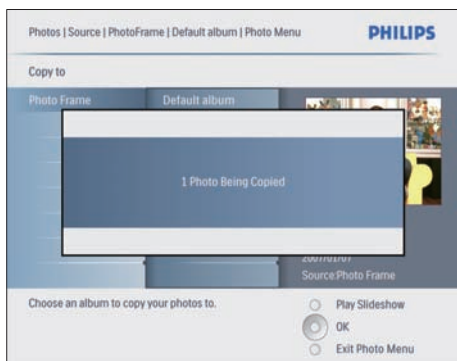 Photos | Source | PhotoFrame | Default album | Photo Menu
PHILIPS
Copy to
Photo Frame
Default album
1 Photo Being Copied
2007/01/07
Source:Photo Frame
Choose an album to copy your photos to.
Play Slideshow
OK
Exit Photo Menu